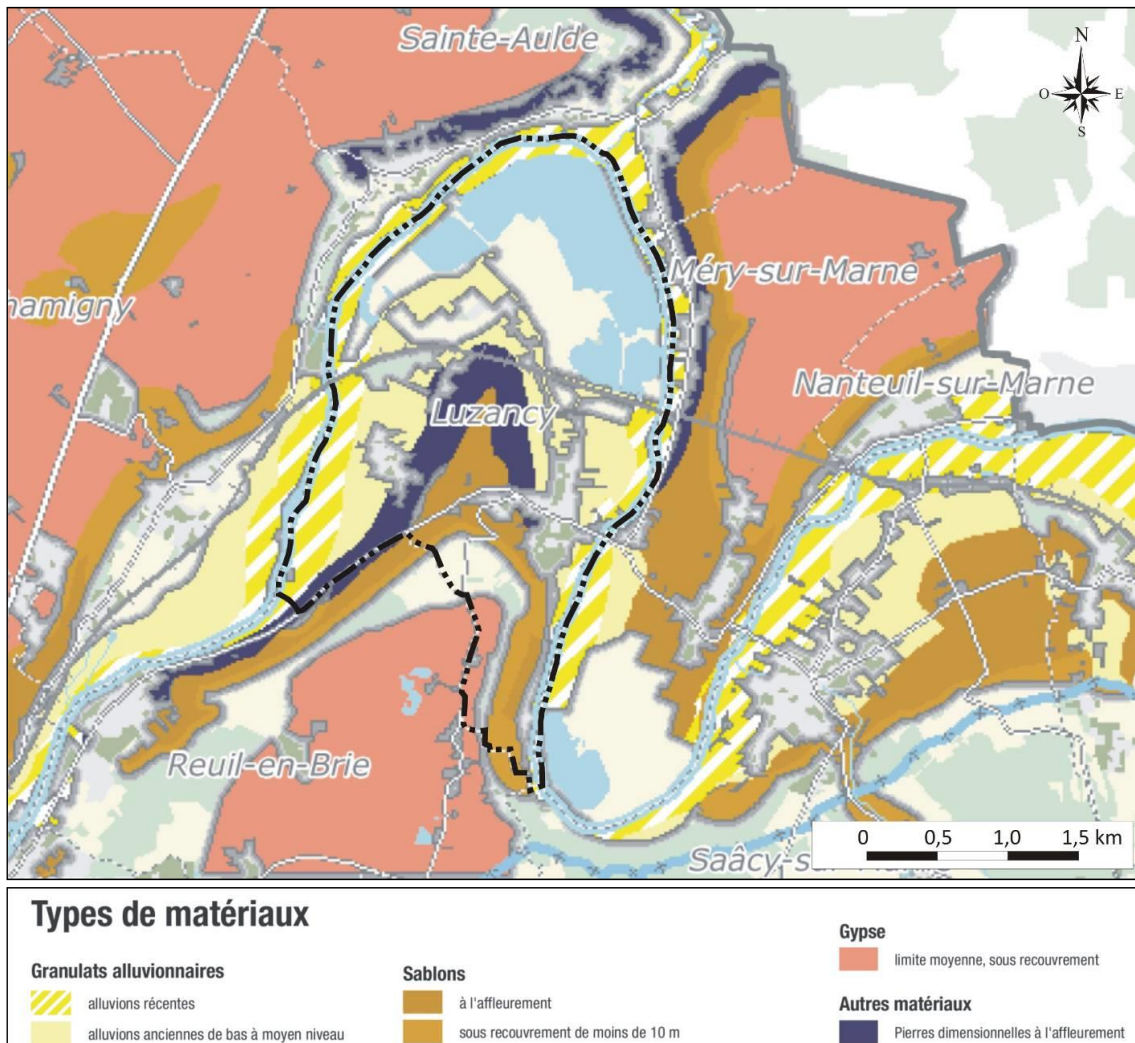 Sainte-Aulde
N
O
E
S
Méry-sur-Marne
hamigny
Nanteuil-sur-Marne
Luzancy
Reuil-en-Brie
0 0,5 1,0 1,5 km
Saâcy-s
Types de matériaux
Granulats alluvionnaires
alluvions récentes
alluvions anciennes de bas à moyen niveau
Sablons
à l'affleurement
sous recouvrement de moins de 10 m
Gypse
limite moyenne, sous recouvrement
Autres matériaux
Pierres dimensionnelles à l'affleurement